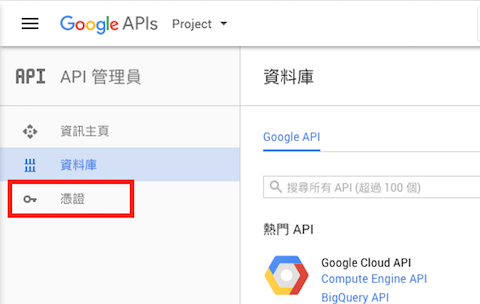 Google APIs Project
API API 管理員
資訊主頁
資料庫
憑證
資料庫
Google API
搜尋所有 API (超過 100 個)
熱門 API
Google Cloud API
Compute Engine API
BigQuery API